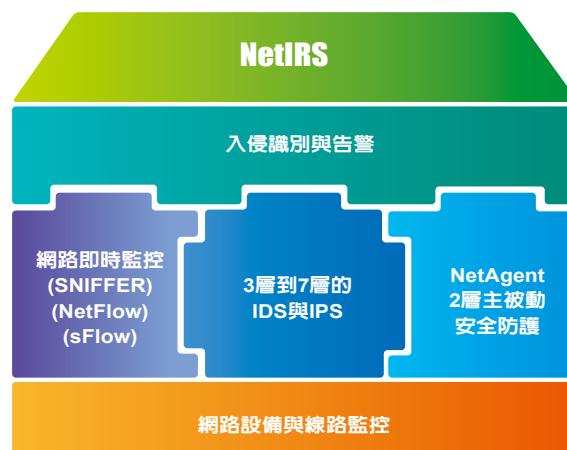 NetIRS
入侵識別與告警
網路即時監控
(SNIFFER)
(NetFlow)
(sFlow)
3層到7層的
IDS與IPS
NetAgent
2層主被動
安全防護
網路設備與線路監控